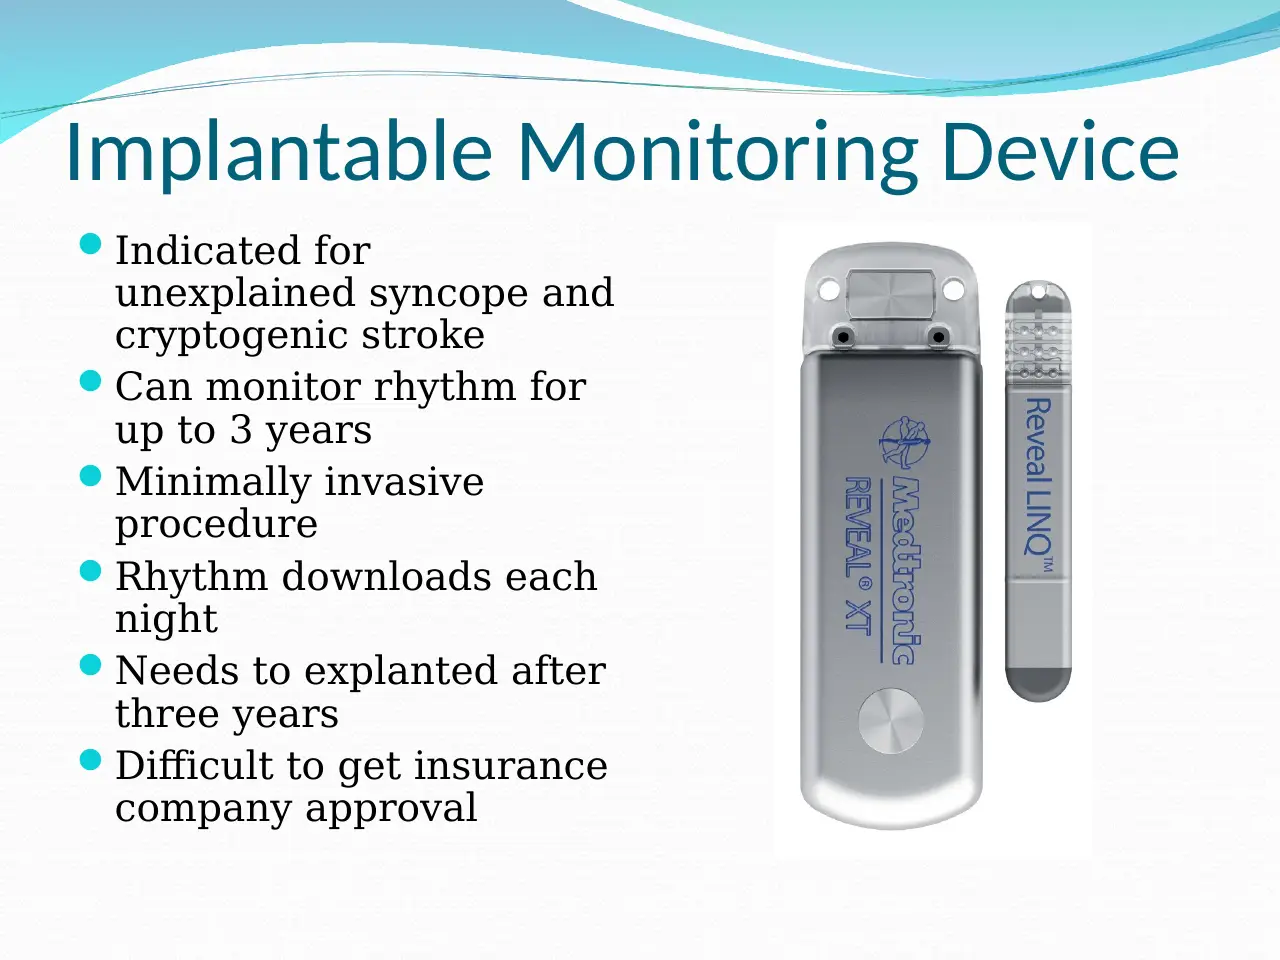 Implantable Monitoring Device
Indicated for
unexplained syncope and
cryptogenic stroke
Can monitor rhythm for
up to 3 years
Minimally invasive
procedure
Rhythm downloads each
night
Needs to explanted after
three years
Difficult to get insurance
company approval
Medtronic
REVEAL® XT
Reveal LINQ™